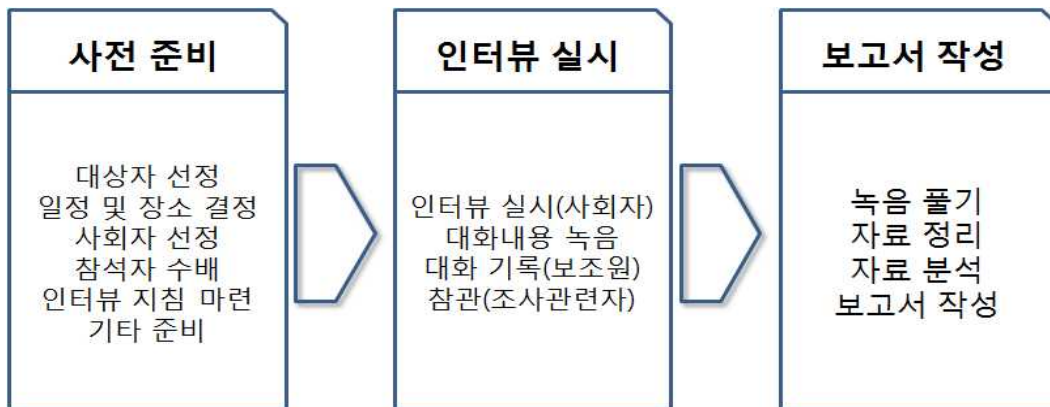 사전 준비
대상자 선정
일정 및 장소 결정
사회자 선정
참석자 수배
인터뷰 지침 마련
기타 준비
인터뷰 실시
인터뷰 실시(사회자)
대화내용 녹음
대화 기록(보조원)
참관(조사관련자)
보고서 작성
녹음 풀기
자료 정리
자료 분석
보고서 작성